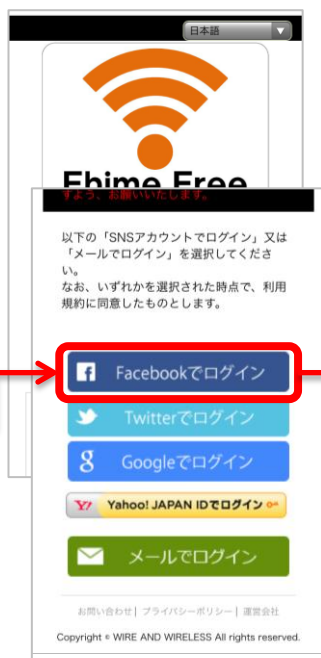 日本語
Ehime Free
すよう、お願いいたします。
以下の「SNSアカウントでログイン」又は
「メールでログイン」を選択してくださ
い。
なお、いずれかを選択された時点で、利用
規約に同意したものとします。
Facebookでログイン
Twitterでログイン
Googleでログイン
Y! Yahoo! JAPAN IDでログイン
メールでログイン
お問い合わせ| プライバシーポリシー| 運営会社
Copyright © WIRE AND WIRELESS All rights reserved.